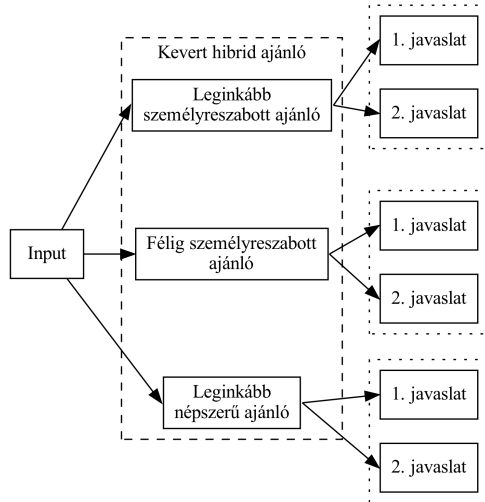 Kevert hibrid ajánló
Input
Leginkább
személyreszabott ajánló
1. javaslat
2. javaslat
Félig személyreszabott
ajánló
1. javaslat
2. javaslat
Leginkább
népszerű ajánló
1. javaslat
2. javaslat